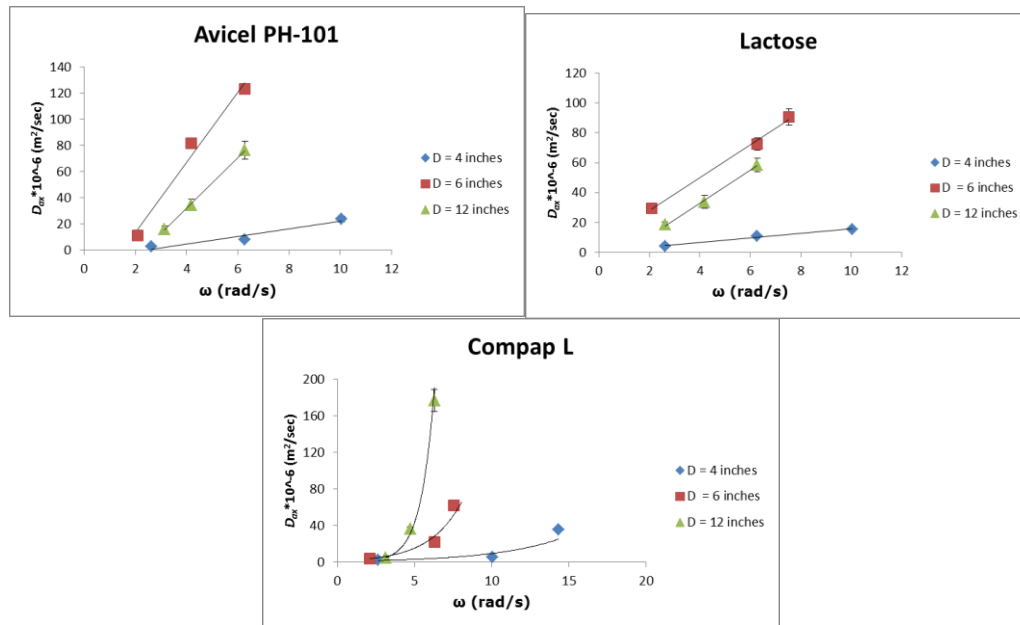 Avicel PH-101
D_ax*10^-6 (m²/sec)
140
120
100
80
60
40
20
0
0 2 4 6 8 10 12
ω (rad/s)
D = 4 inches
D = 6 inches
D = 12 inches
Lactose
D_ax*10^-6 (m²/sec)
120
100
80
60
40
20
0
0 2 4 6 8 10 12
ω (rad/s)
D = 4 inches
D = 6 inches
D = 12 inches
Compap L
D_ax*10^-6 (m²/sec)
200
160
120
80
40
0
0 5 10 15 20
ω (rad/s)
D = 4 inches
D = 6 inches
D = 12 inches